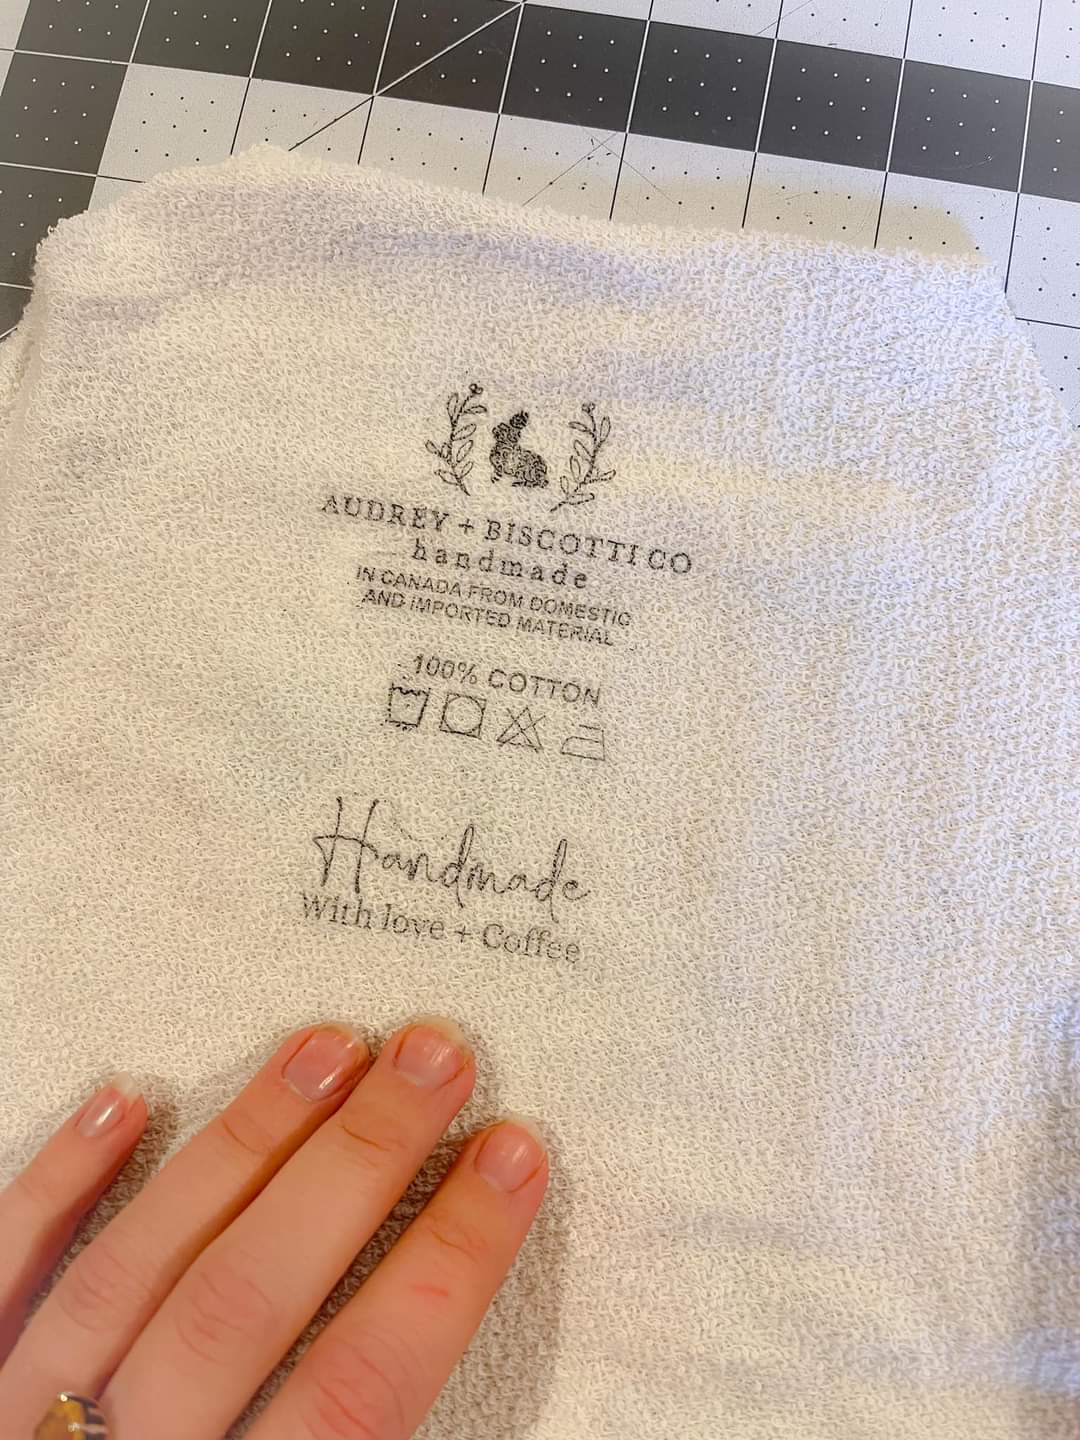 AUDREY + BISCOTTI CO
handmade
IN CANADA FROM DOMESTIC
AND IMPORTED MATERIAL
100% COTTON
Handmade
With love + Coffee